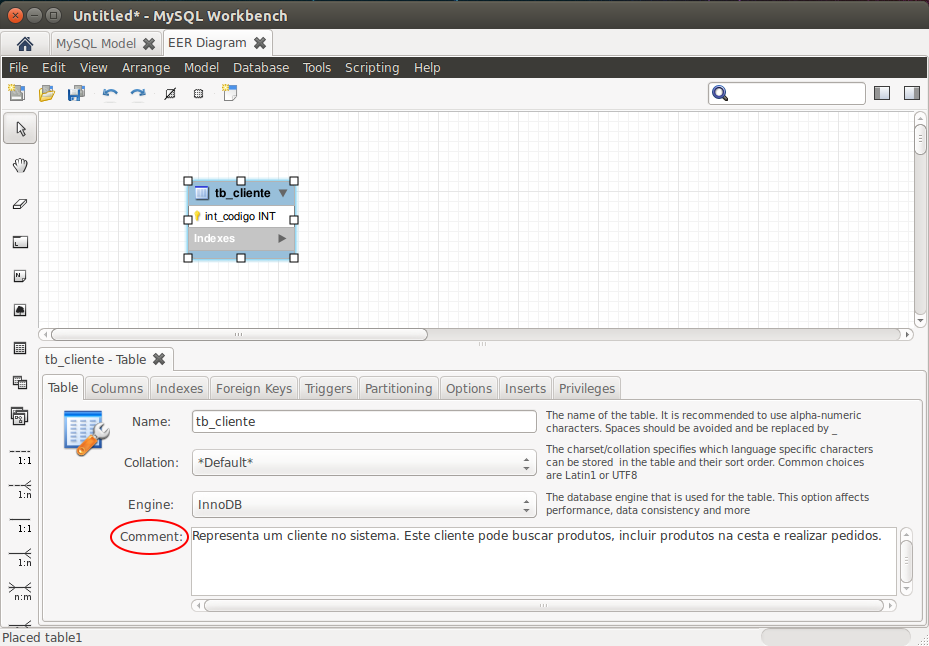 Untitled* - MySQL Workbench
MySQL Model EER Diagram
File Edit View Arrange Model Database Tools Scripting Help
tb_cliente
int_codigo INT
Indexes
1:1
1:n
1:1
1:n
n:m
tb_cliente - Table
Table Columns Indexes Foreign Keys Triggers Partitioning Options Inserts Privileges
Name: tb_cliente
The name of the table. It is recommended to use alpha-numeric
characters. Spaces should be avoided and be replaced by _
Collation: *Default*
The charset/collation specifies which language specific characters
can be stored in the table and their sort order. Common choices
are Latin1 or UTF8
Engine: InnoDB
The database engine that is used for the table. This option affects
performance, data consistency and more
Comment: Representa um cliente no sistema. Este cliente pode buscar produtos, incluir produtos na cesta e realizar pedidos.
Placed table1